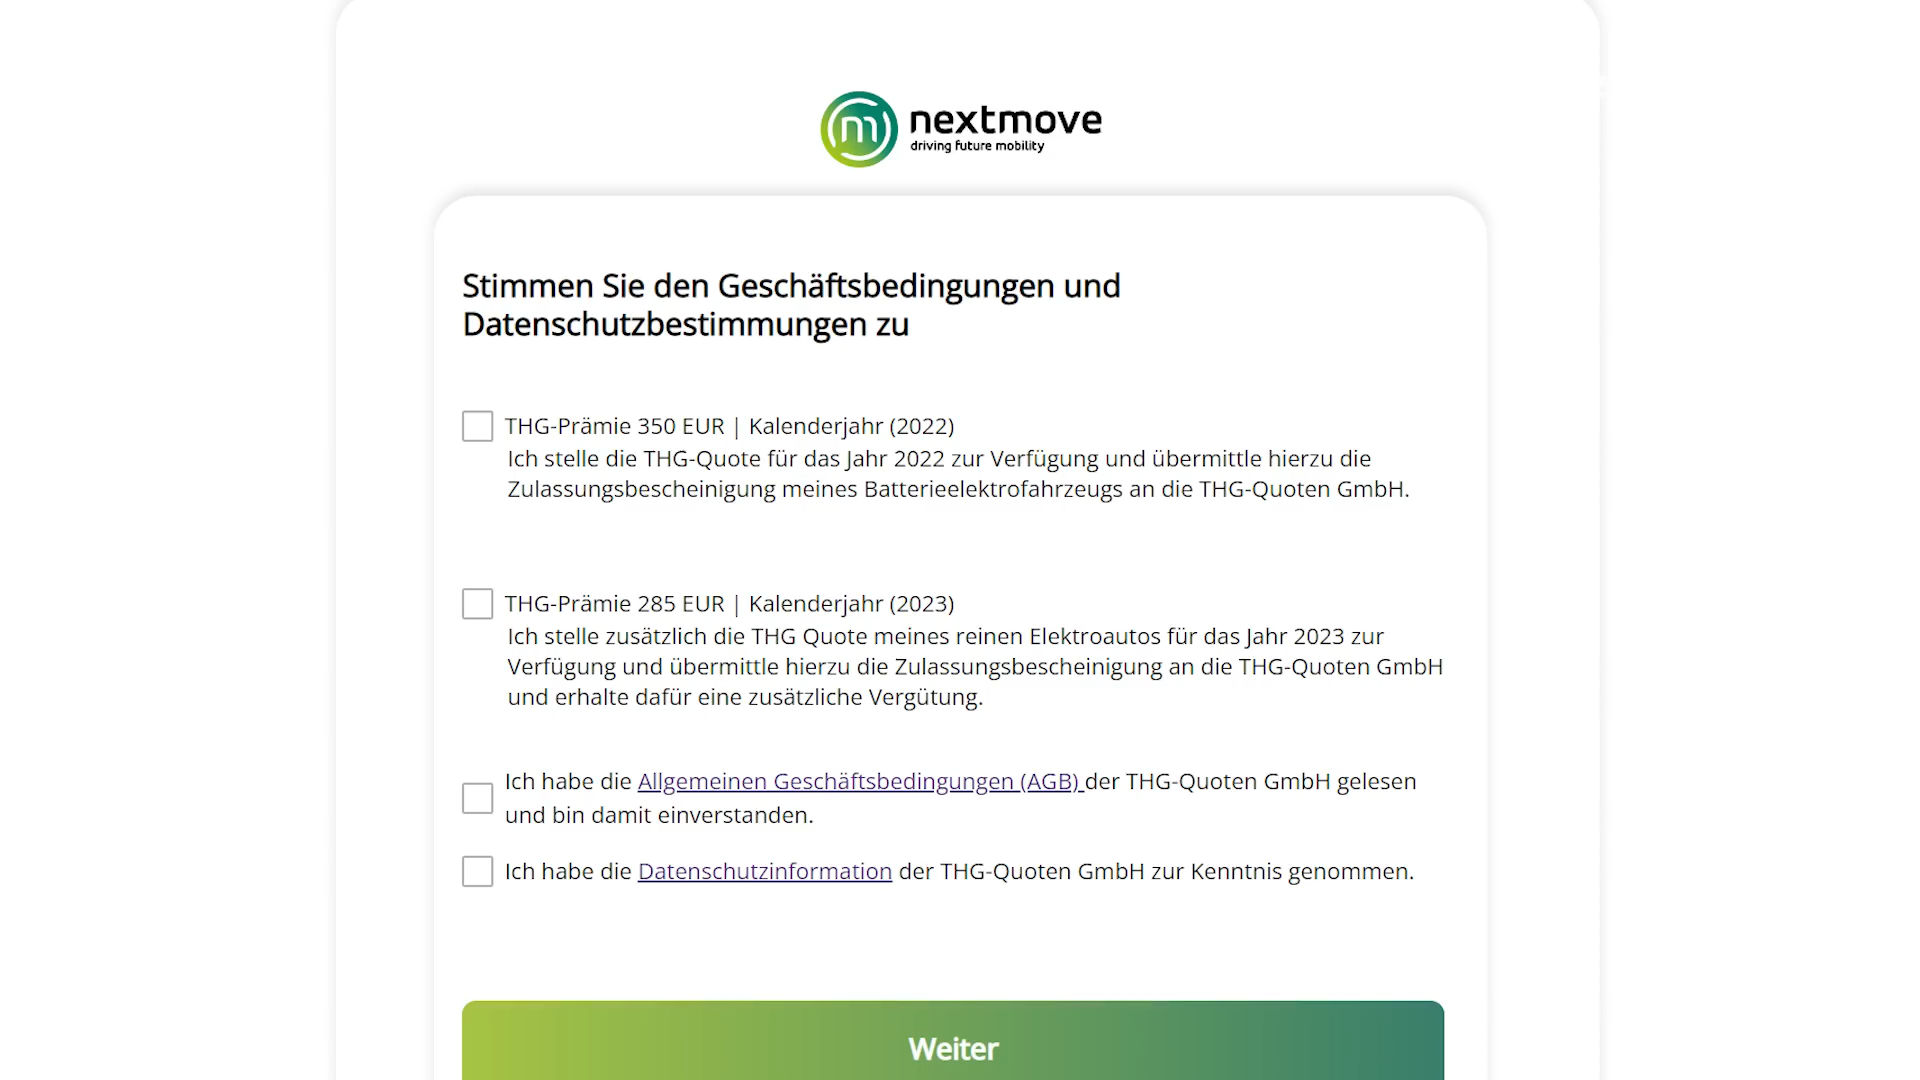 nextmove
driving future mobility
Stimmen Sie den Geschäftsbedingungen und
Datenschutzbestimmungen zu
THG-Prämie 350 EUR | Kalenderjahr (2022)
Ich stelle die THG-Quote für das Jahr 2022 zur Verfügung und übermittle hierzu die
Zulassungsbescheinigung meines Batterieelektrofahrzeugs an die THG-Quoten GmbH.
THG-Prämie 285 EUR | Kalenderjahr (2023)
Ich stelle zusätzlich die THG Quote meines reinen Elektroautos für das Jahr 2023 zur
Verfügung und übermittle hierzu die Zulassungsbescheinigung an die THG-Quoten GmbH
und erhalte dafür eine zusätzliche Vergütung.
Ich habe die Allgemeinen Geschäftsbedingungen (AGB) der THG-Quoten GmbH gelesen
und bin damit einverstanden.
Ich habe die Datenschutzinformation der THG-Quoten GmbH zur Kenntnis genommen.
Weiter